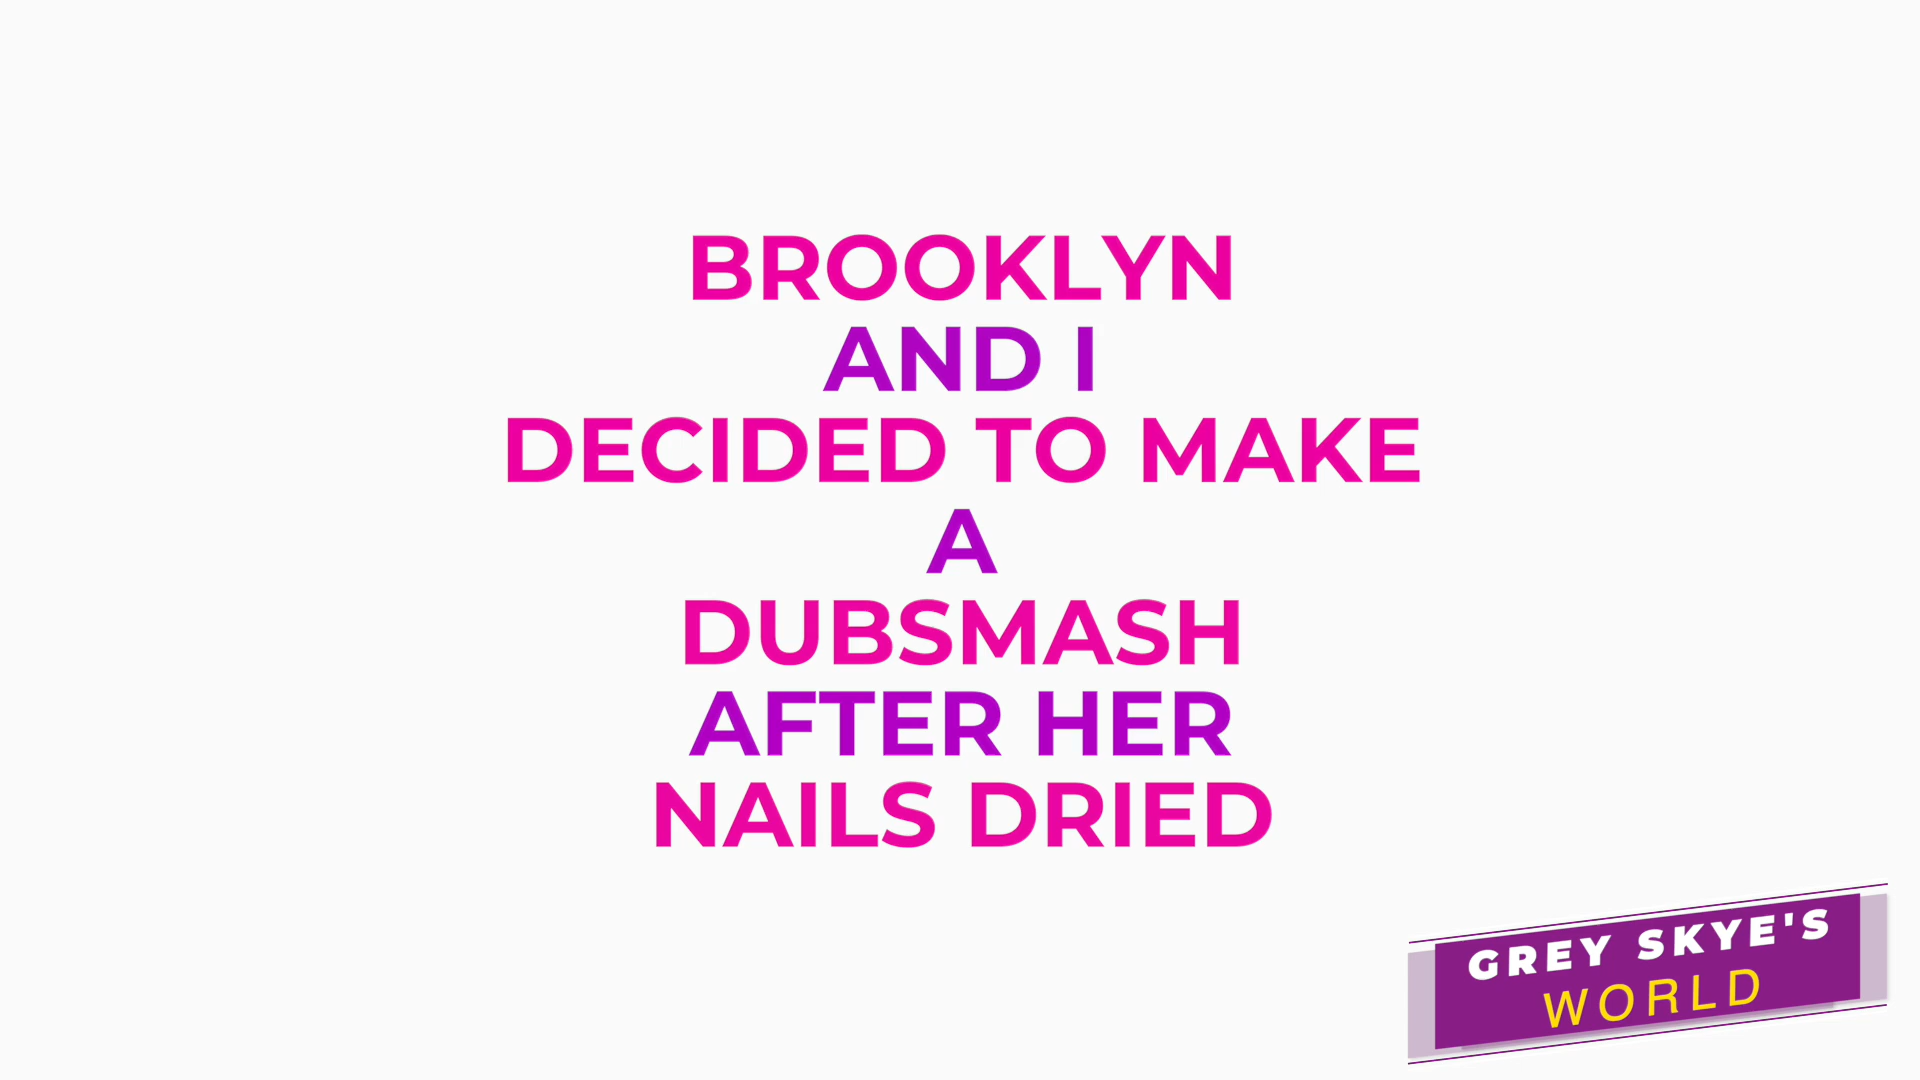 BROOKLYN
AND I
DECIDED TO MAKE
A
DUBSMASH
AFTER HER
NAILS DRIED
GREY SKYE'S
WORLD